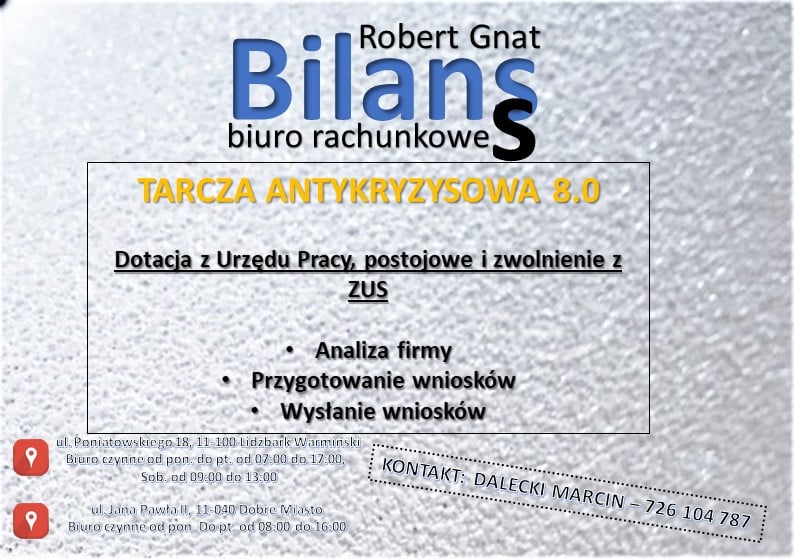 Robert Gnat
Bilans
biuro rachunkowe
S
TARCZA ANTYKRYZYSOWA 8.0
Dotacja z Urzędu Pracy, postojowe i zwolnienie z
ZUS
• Analiza firmy
• Przygotowanie wniosków
• Wysłanie wniosków
ul. Poniatowskiego 18, 11-100 Lidzbark Warmiński
Biuro czynne od pon. do pt. od 07:00 do 17:00,
Sob. od 09:00 do 13:00
KONTAKT: DALECKI MARCIN – 726 104 787
ul. Jana Pawła II, 11-040 Dobre Miasto
Biuro czynne od pon. Do pt. od 08:00 do 16:00